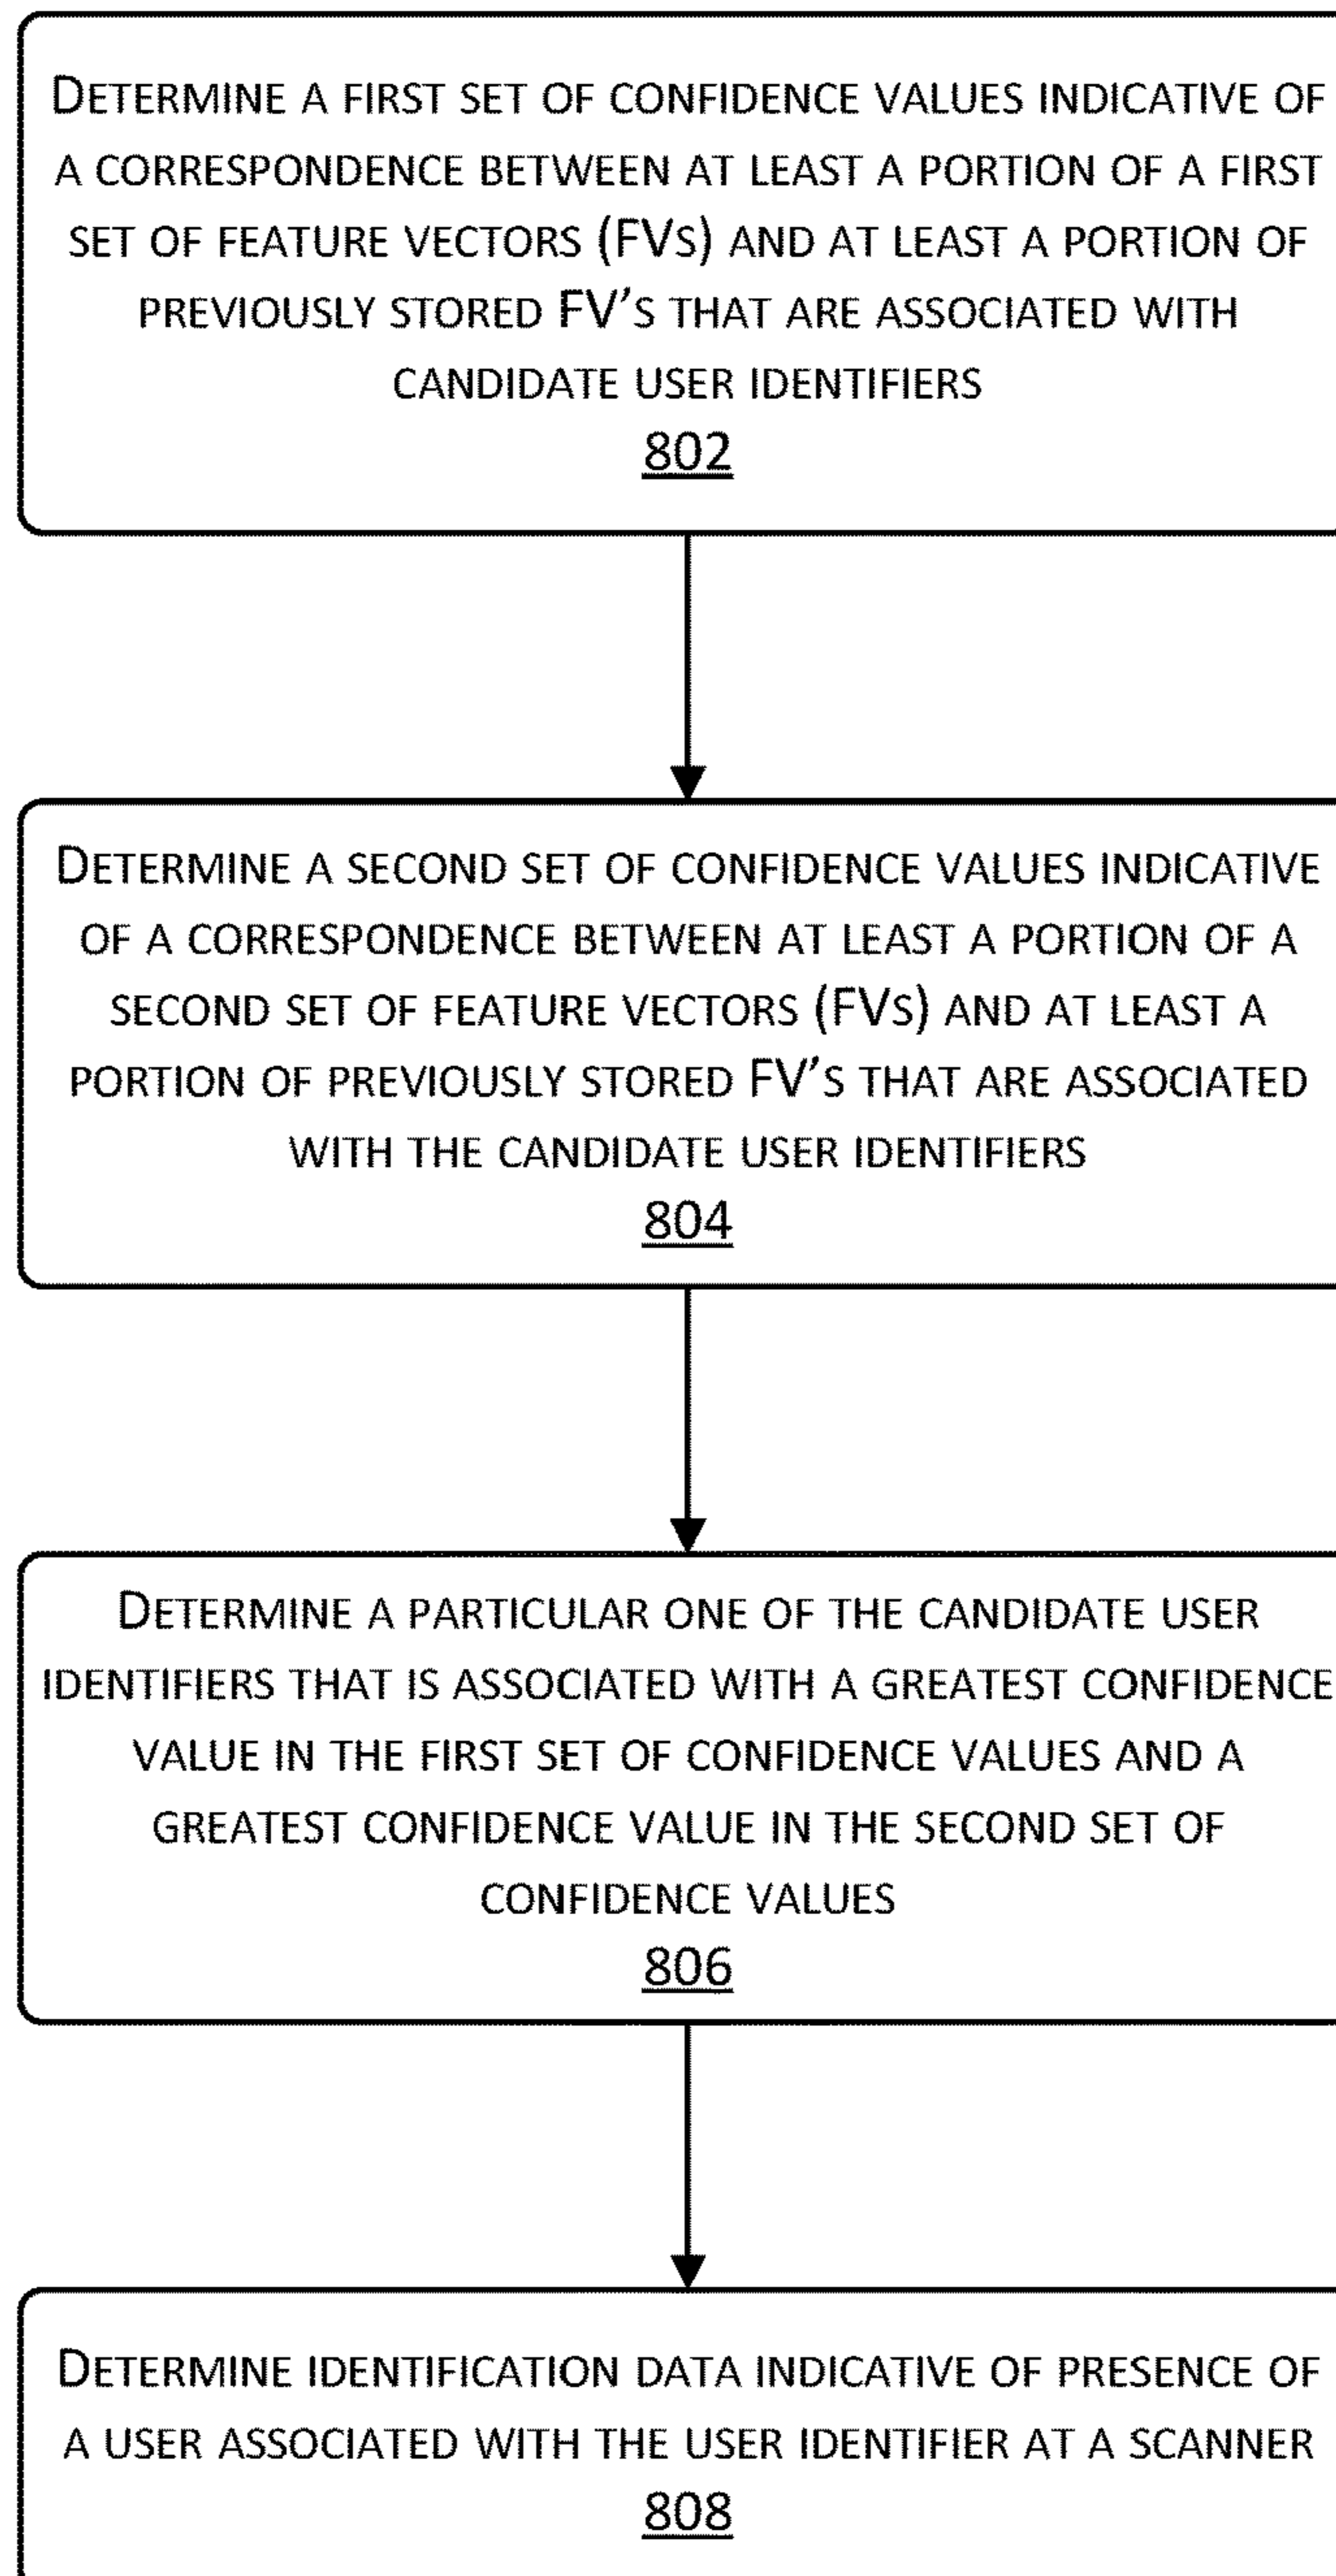 DETERMINE A FIRST SET OF CONFIDENCE VALUES INDICATIVE OF
A CORRESPONDENCE BETWEEN AT LEAST A PORTION OF A FIRST
SET OF FEATURE VECTORS (FVS) AND AT LEAST A PORTION OF
PREVIOUSLY STORED FV'S THAT ARE ASSOCIATED WITH
CANDIDATE USER IDENTIFIERS
802
DETERMINE A SECOND SET OF CONFIDENCE VALUES INDICATIVE
OF A CORRESPONDENCE BETWEEN AT LEAST A PORTION OF A
SECOND SET OF FEATURE VECTORS (FVS) AND AT LEAST A
PORTION OF PREVIOUSLY STORED FV'S THAT ARE ASSOCIATED
WITH THE CANDIDATE USER IDENTIFIERS
804
DETERMINE A PARTICULAR ONE OF THE CANDIDATE USER
IDENTIFIERS THAT IS ASSOCIATED WITH A GREATEST CONFIDENCE
VALUE IN THE FIRST SET OF CONFIDENCE VALUES AND A
GREATEST CONFIDENCE VALUE IN THE SECOND SET OF
CONFIDENCE VALUES
806
DETERMINE IDENTIFICATION DATA INDICATIVE OF PRESENCE OF
A USER ASSOCIATED WITH THE USER IDENTIFIER AT A SCANNER
808